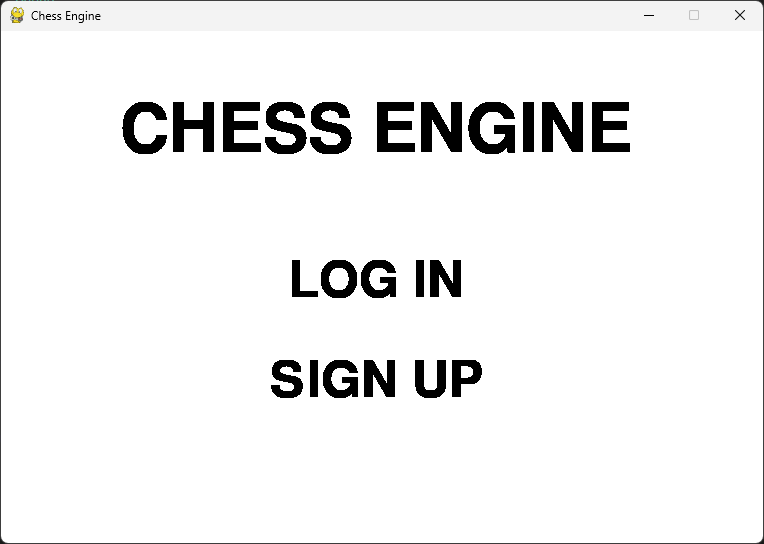 Chess Engine
CHESS ENGINE
LOG IN
SIGN UP